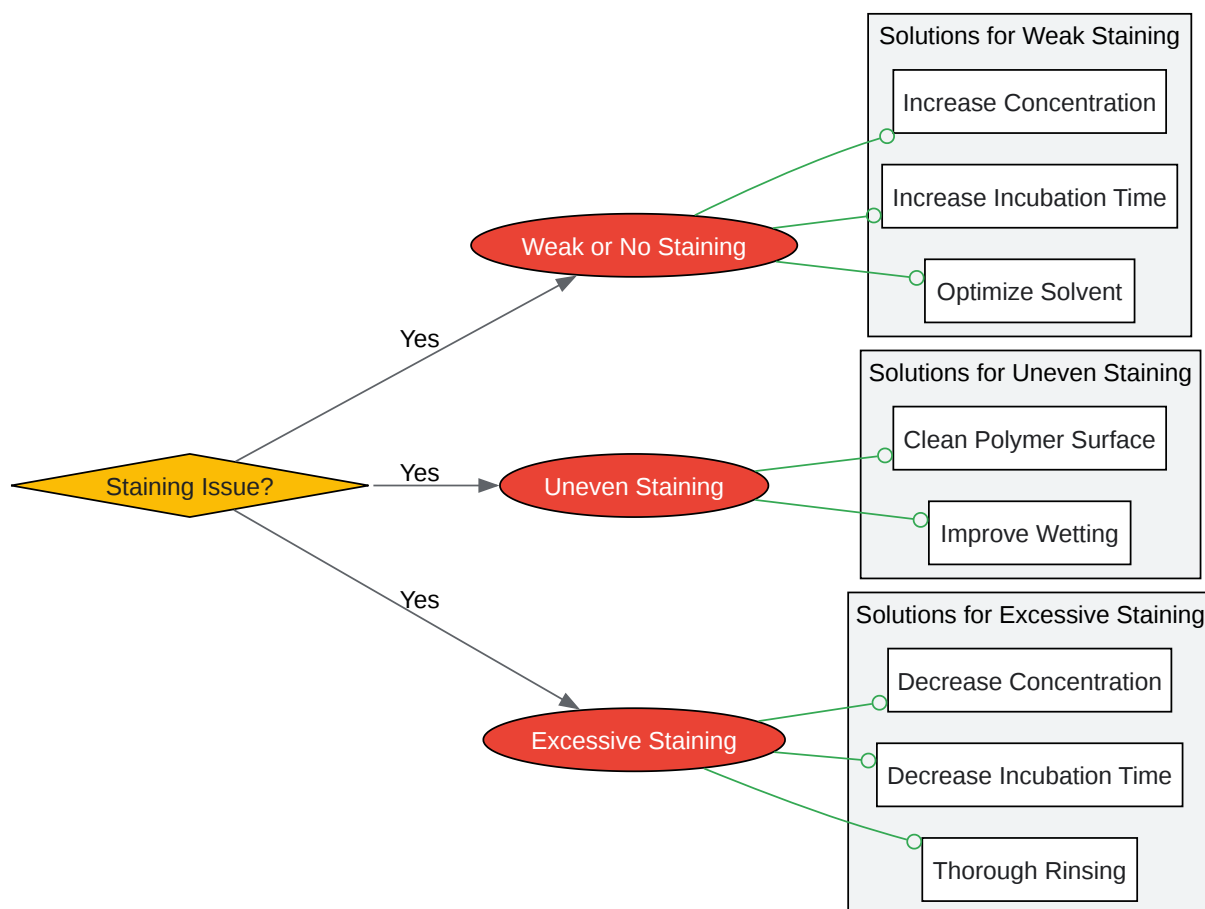 Solutions for Weak Staining
Increase Concentration
Increase Incubation Time
Weak or No Staining
Optimize Solvent
Yes
Solutions for Uneven Staining
Clean Polymer Surface
Yes
Staining Issue?
Uneven Staining
Improve Wetting
Yes
Solutions for Excessive Staining
Decrease Concentration
Excessive Staining
Decrease Incubation Time
Thorough Rinsing